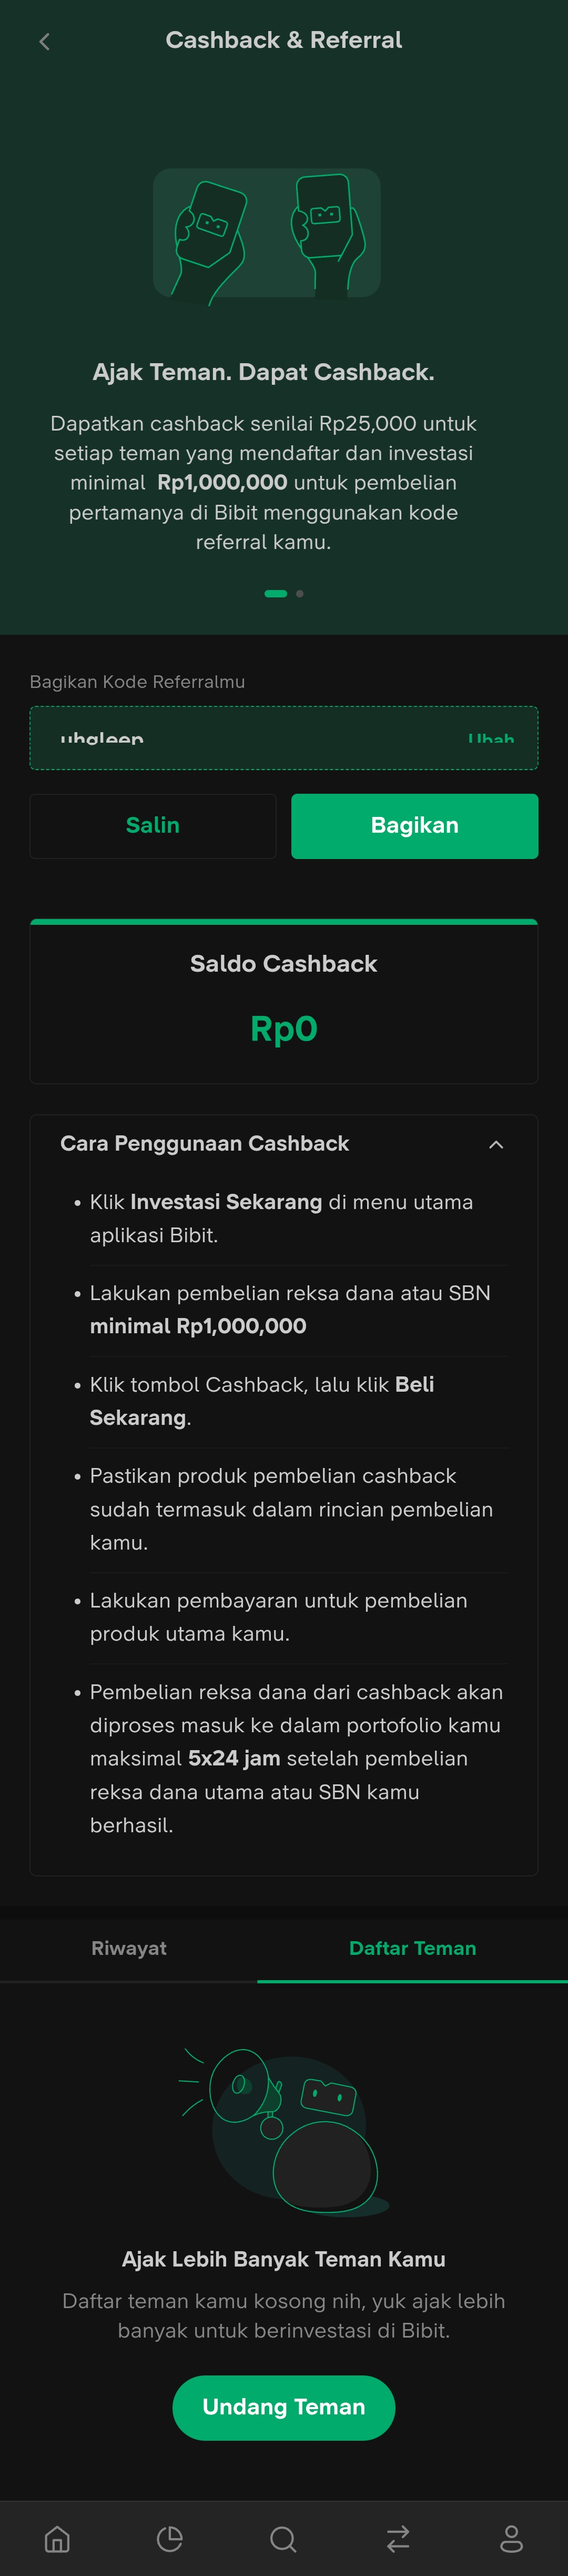 Cashback & Referral
Ajak Teman. Dapat Cashback.
Dapatkan cashback senilai Rp25,000 untuk
setiap teman yang mendaftar dan investasi
minimal Rp1,000,000 untuk pembelian
pertamanya di Bibit menggunakan kode
referral kamu.
Bagikan Kode Referralmu
Ubah
Salin
Bagikan
Saldo Cashback
Rp0
Cara Penggunaan Cashback
• Klik Investasi Sekarang di menu utama
aplikasi Bibit.
• Lakukan pembelian reksa dana atau SBN
minimal Rp1,000,000
• Klik tombol Cashback, lalu klik Beli
Sekarang.
• Pastikan produk pembelian cashback
sudah termasuk dalam rincian pembelian
kamu.
• Lakukan pembayaran untuk pembelian
produk utama kamu.
• Pembelian reksa dana dari cashback akan
diproses masuk ke dalam portofolio kamu
maksimal 5x24 jam setelah pembelian
reksa dana utama atau SBN kamu
berhasil.
Riwayat
Daftar Teman
Ajak Lebih Banyak Teman Kamu
Daftar teman kamu kosong nih, yuk ajak lebih
banyak untuk berinvestasi di Bibit.
Undang Teman